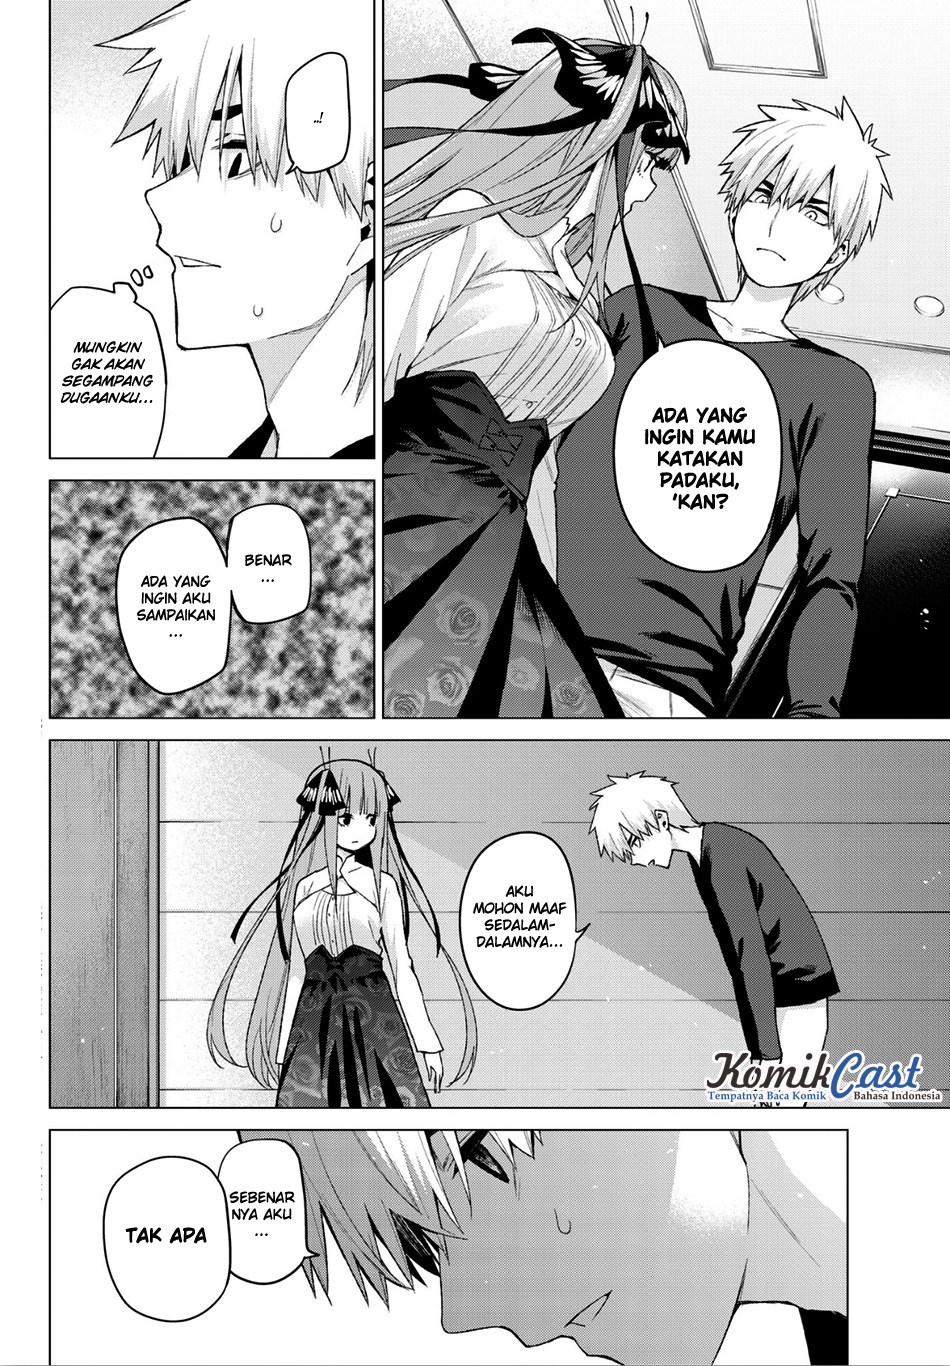 ADA YANG
INGIN KAMU
KATAKAN
PADAKU,
'KAN?
..!
MUNGKIN
GAK AKAN
SEGAMPANG
DUGAANKU...
BENAR
...
ADA YANG
INGIN AKU
SAMPAIKAN
...
AKU
MOHON MAAF
SEDALAM-
DALAMNYA...
KomikCast
Tempatnya Baca Komik Bahasa Indonesia
SEBENAR
NYA AKU
...
TAK APA